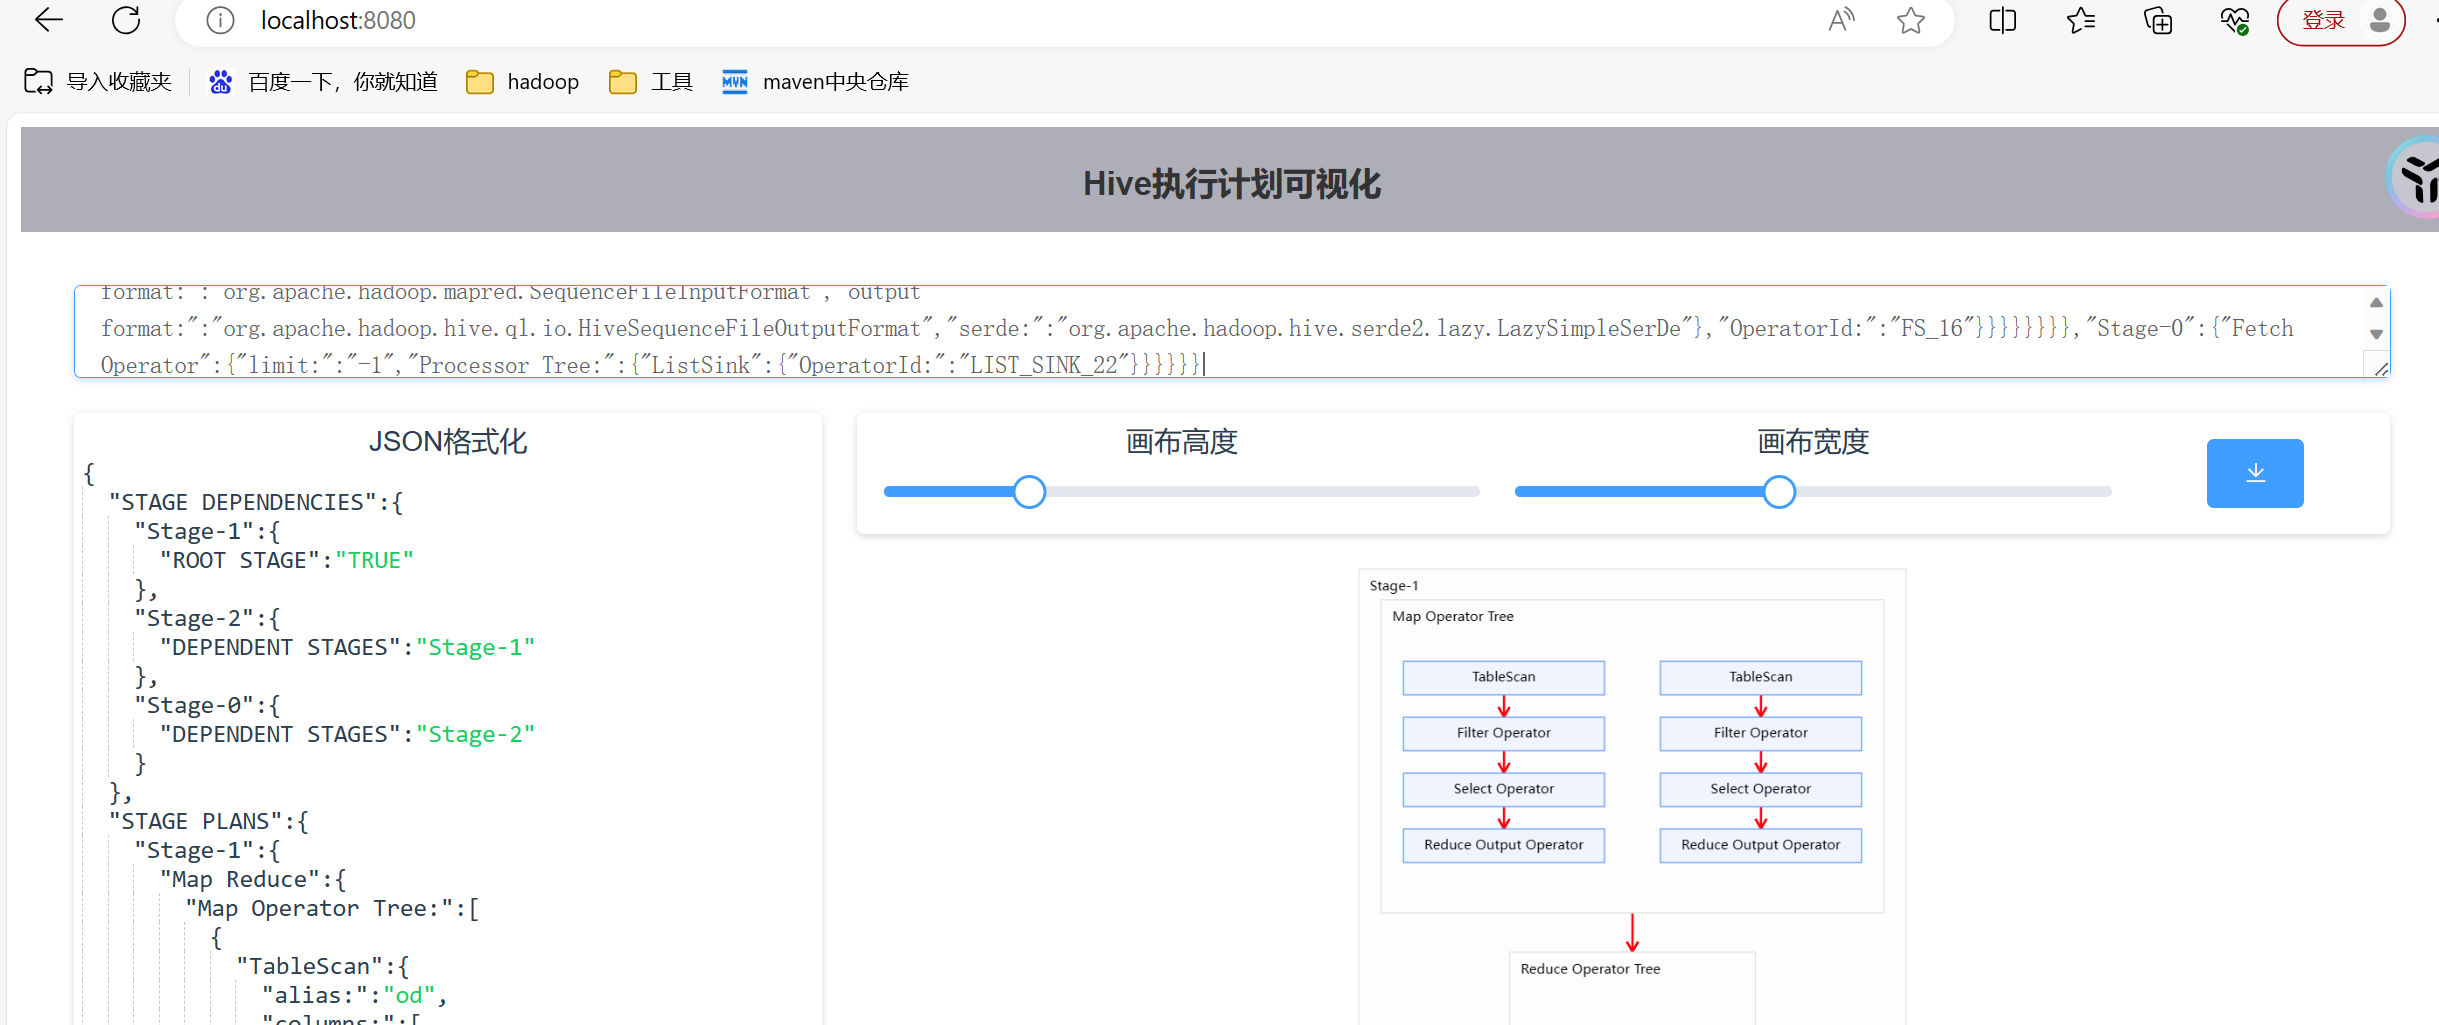 localhost:8080
登录
导入收藏夹
百度一下，你就知道
hadoop
工具
maven中央仓库
Hive执行计划可视化
format:":"org.apache.hadoop.mapred.SequenceFileInputFormat","output
format:":"org.apache.hadoop.hive.ql.io.HiveSequenceFileOutputFormat","serde:":"org.apache.hadoop.hive.serde2.lazy.LazySimpleSerDe"},"OperatorId:":"FS_16"}}}}}}}},"Stage-0":{"Fetch
Operator":{"limit:":"-1","Processor Tree:":{"ListSink":{"OperatorId:":"LIST_SINK_22"}}}}}}
JSON格式化
{
"STAGE DEPENDENCIES":{
"Stage-1":{
"ROOT STAGE":"TRUE"
},
"Stage-2":{
"DEPENDENT STAGES":"Stage-1"
},
"Stage-0":{
"DEPENDENT STAGES":"Stage-2"
}
},
"STAGE PLANS":{
"Stage-1":{
"Map Reduce":{
"Map Operator Tree:":[
{
"TableScan":{
"alias:":"od",
"columns:":[
画布高度
画布宽度
Stage-1
Map Operator Tree
TableScan
TableScan
Filter Operator
Filter Operator
Select Operator
Select Operator
Reduce Output Operator
Reduce Output Operator
Reduce Operator Tree